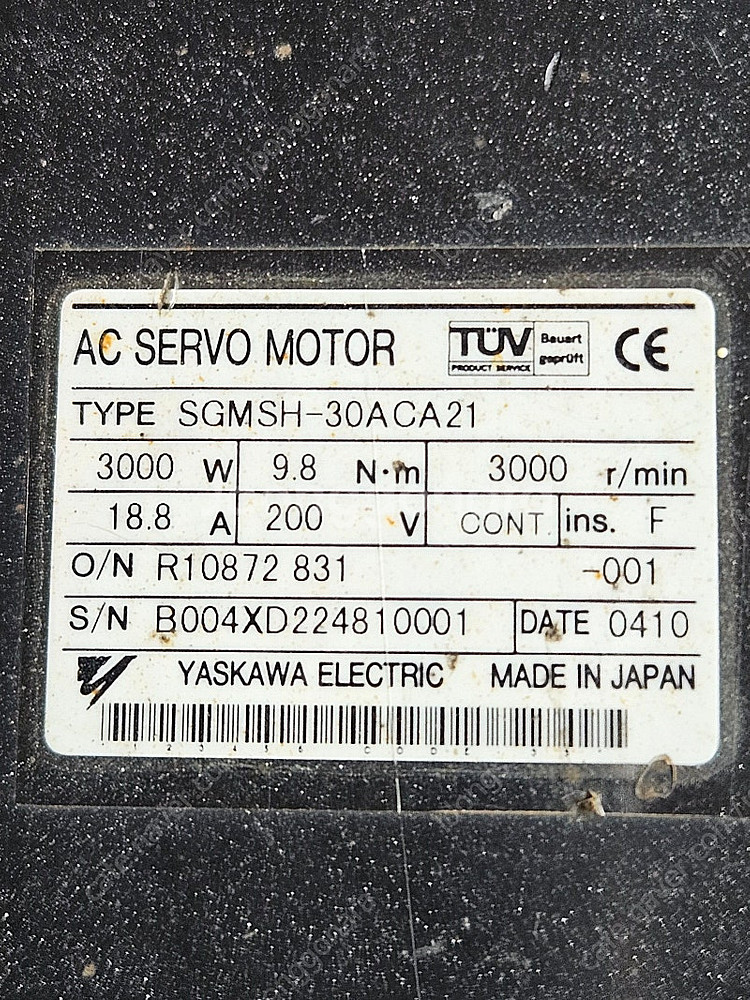 AC SERVO MOTOR TÜV PRODUCT SERVICE Bauart geprüft CE
TYPE SGMSH-30ACA21
3000 W 9.8 N·m 3000 r/min
18.8 A 200 V CONT. ins. F
O/N R10872 831 -001
S/N B004XD224810001 DATE 0410
YASKAWA ELECTRIC MADE IN JAPAN